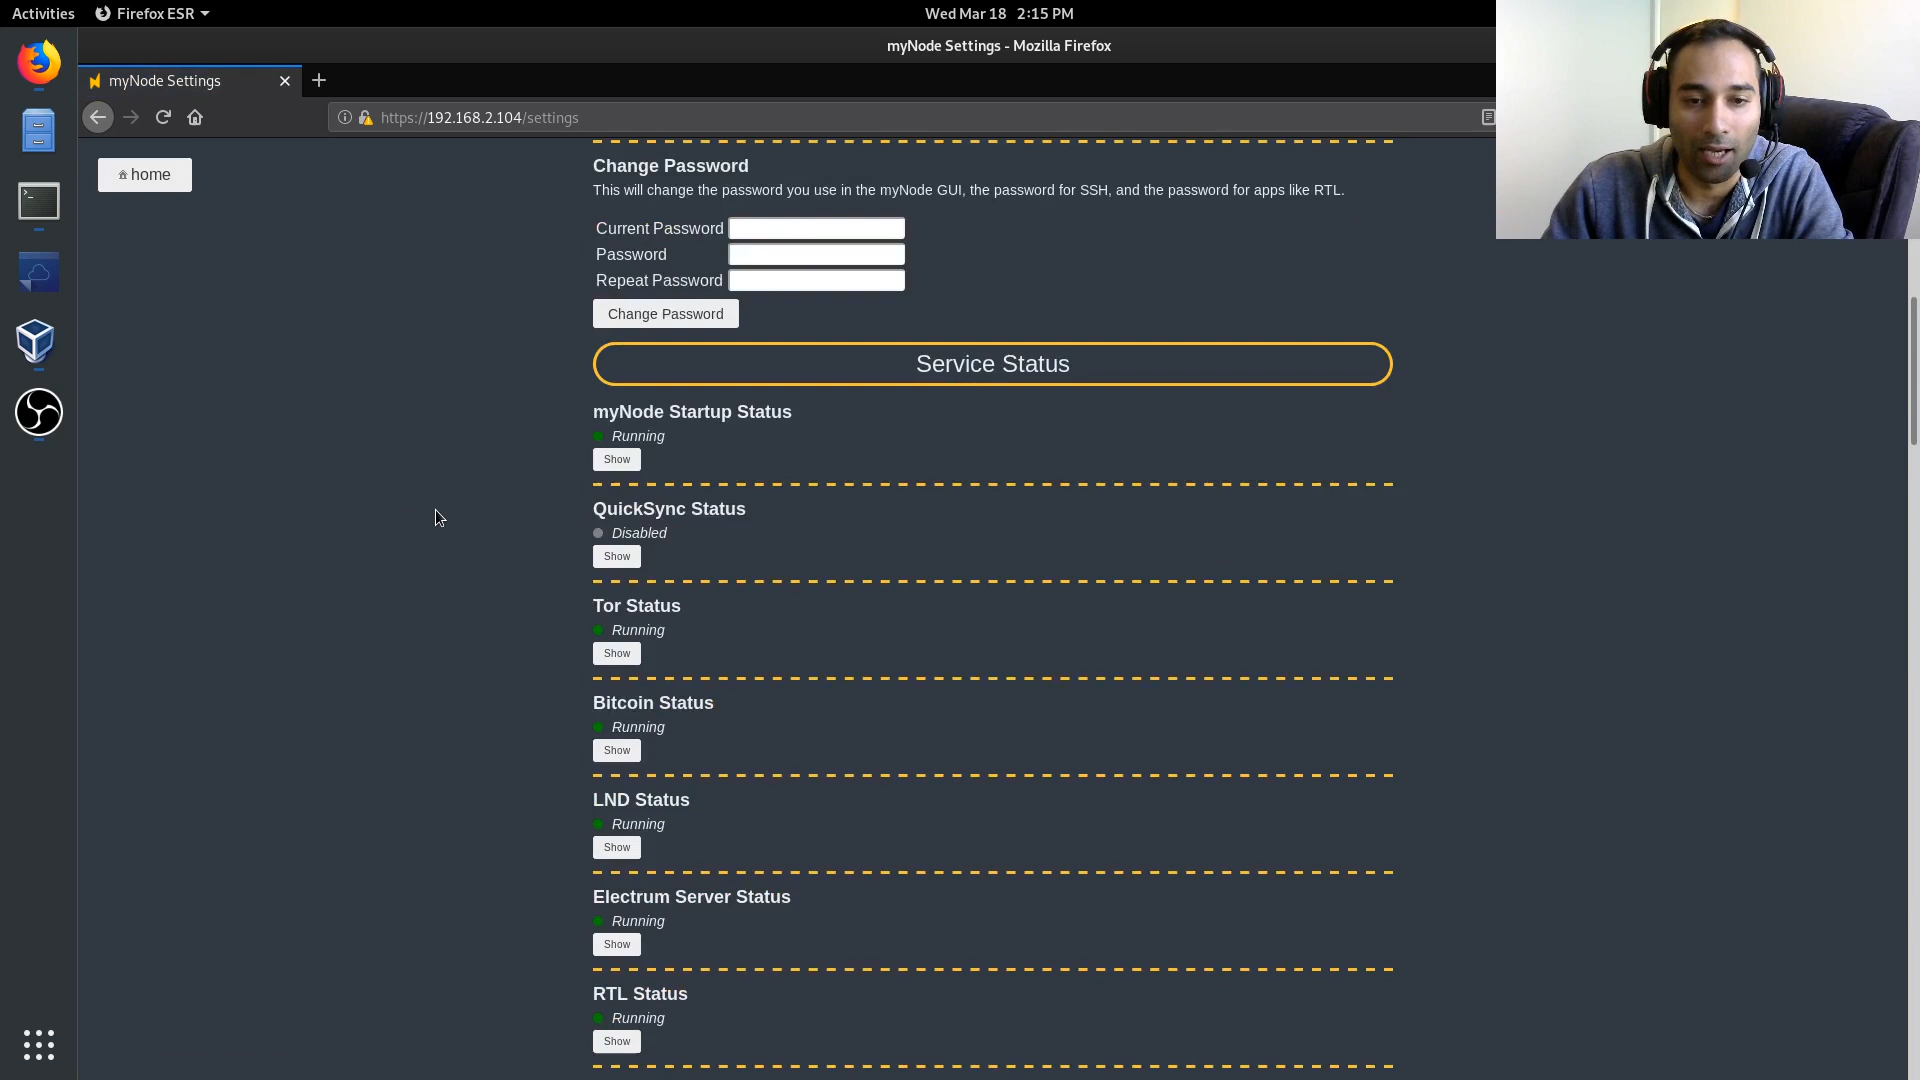 Activities
Firefox ESR
Wed Mar 18 2:15 PM
myNode Settings - Mozilla Firefox
myNode Settings
https://192.168.2.104/settings
home
Change Password
This will change the password you use in the myNode GUI, the password for SSH, and the password for apps like RTL.
Current Password
Password
Repeat Password
Change Password
Service Status
myNode Startup Status
Running
Show
QuickSync Status
Disabled
Show
Tor Status
Running
Show
Bitcoin Status
Running
Show
LND Status
Running
Show
Electrum Server Status
Running
Show
RTL Status
Running
Show